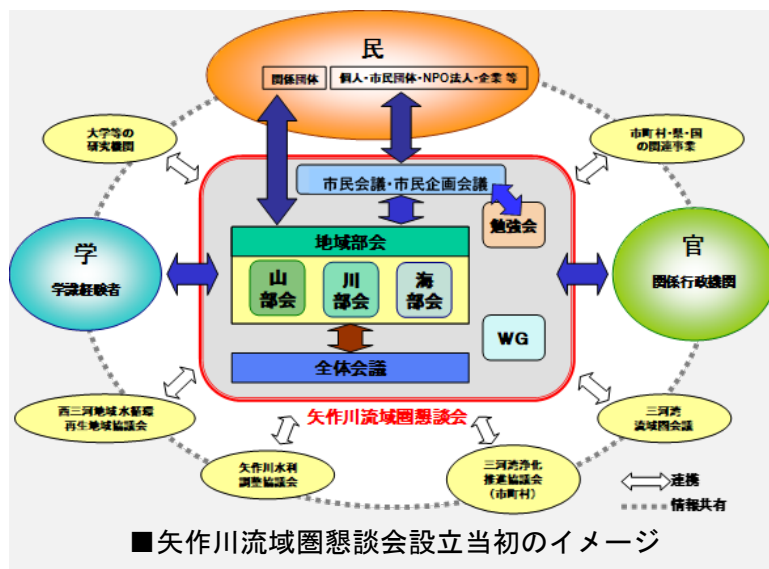 民
関係団体
個人・市民団体・NPO法人・企業 等
大学等の
研究機関
市町村・県・国
の関連事業
市民会議・市民企画会議
勉強会
学
学識経験者
地域部会
山
部会
川
部会
海
部会
官
関係行政機関
WG
全体会議
矢作川流域圏懇談会
西三河地域水循環
再生地域協議会
三河湾
流域圏会議
矢作川水利
調整協議会
三河湾浄化
推進協議会
(市町村)
連携
情報共有
■矢作川流域圏懇談会設立当初のイメージ